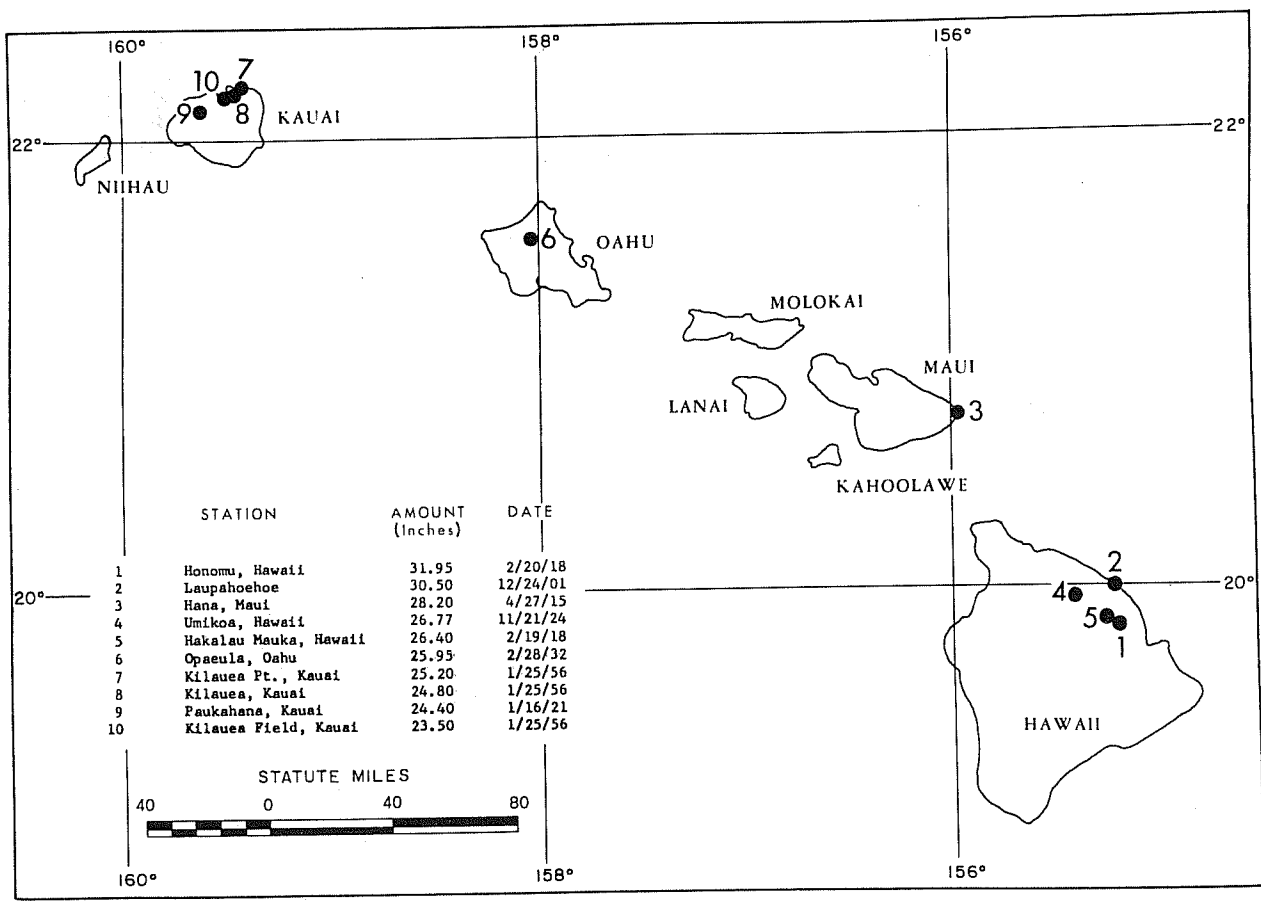 160° 158° 156°
7
10
9 8 KAUAI
22° 22°
NIIHAU
6 OAHU
MOLOKAI
MAUI
LANAI
3
KAHOOLAWE
STATION AMOUNT DATE
(Inches)
1 Honomu, Hawaii 31.95 2/20/18
2 Laupahoehoe 30.50 12/24/01
3 Hana, Maui 28.20 4/27/15
4 Umikoa, Hawaii 26.77 11/21/24
5 Hakalau Mauka, Hawaii 26.40 2/19/18
6 Opaeula, Oahu 25.95 2/28/32
7 Kilauea Pt., Kauai 25.20 1/25/56
8 Kilauea, Kauai 24.80 1/25/56
9 Paukahana, Kauai 24.40 1/16/21
10 Kilauea Field, Kauai 23.50 1/25/56
2
20° 20°
4
5
1
HAWAII
STATUTE MILES
40 0 40 80
160° 158° 156°